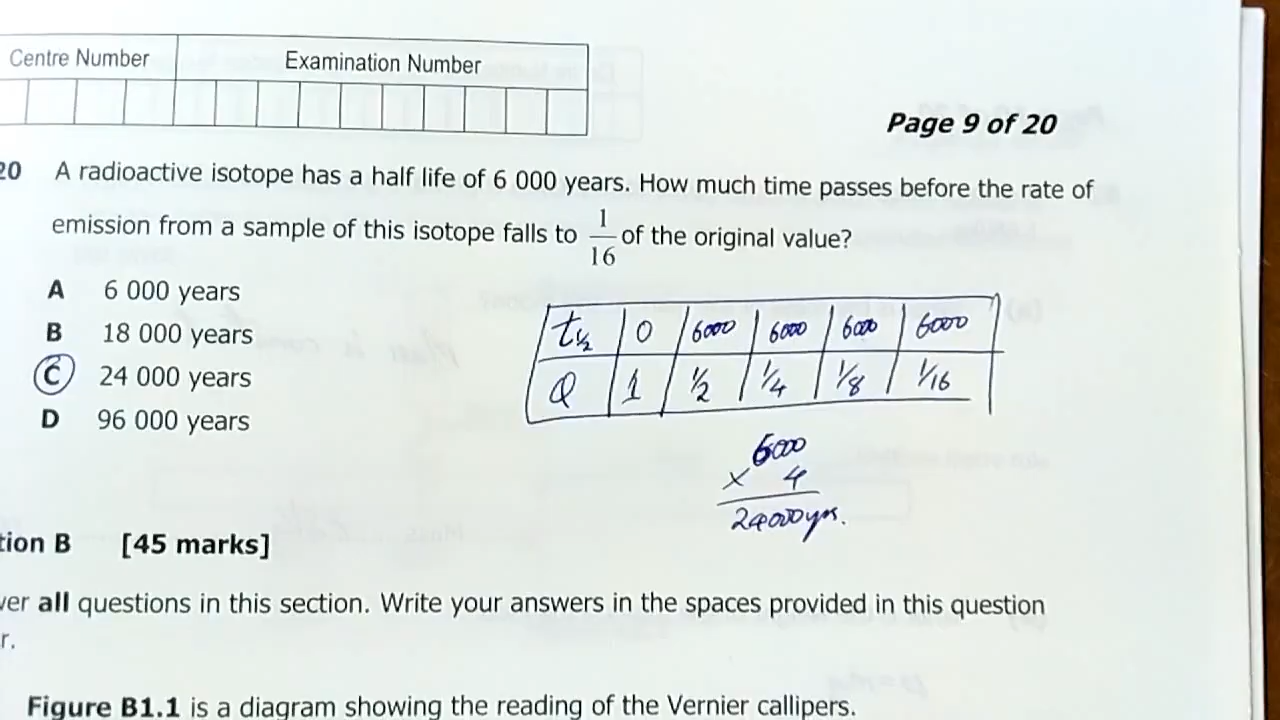 Centre Number Examination Number
Page 9 of 20
20 A radioactive isotope has a half life of 6 000 years. How much time passes before the rate of
emission from a sample of this isotope falls to 1/16 of the original value?
A 6 000 years
B 18 000 years
C 24 000 years
D 96 000 years
t½ 0 6000 6000 6000 6000
Q 1 1/2 1/4 1/8 1/16
6000
× 4
24000yrs.
tion B [45 marks]
ver all questions in this section. Write your answers in the spaces provided in this question
r.
Figure B1.1 is a diagram showing the reading of the Vernier callipers.